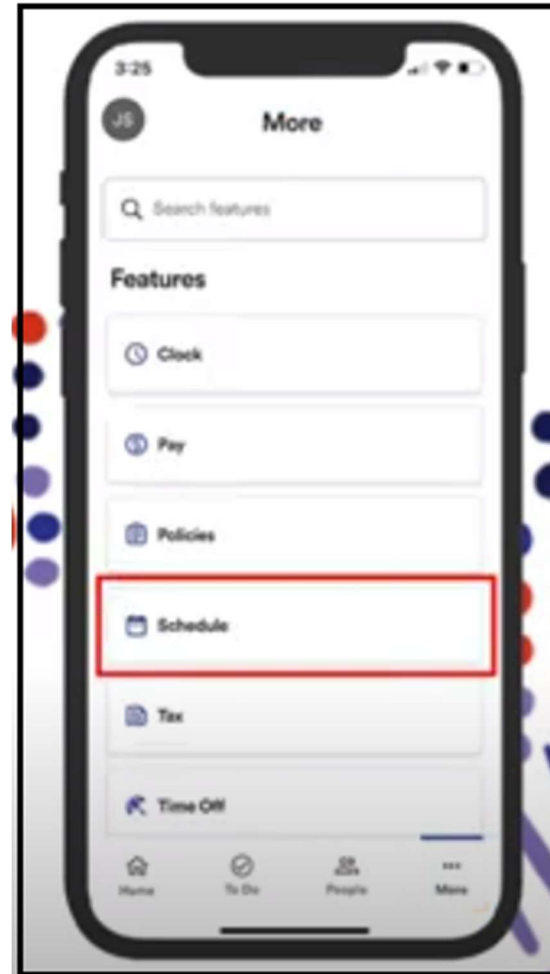 3:25
JS
More
Search features
Features
Clock
Pay
Policies
Schedule
Tax
Time Off
Home
To Do
People
More